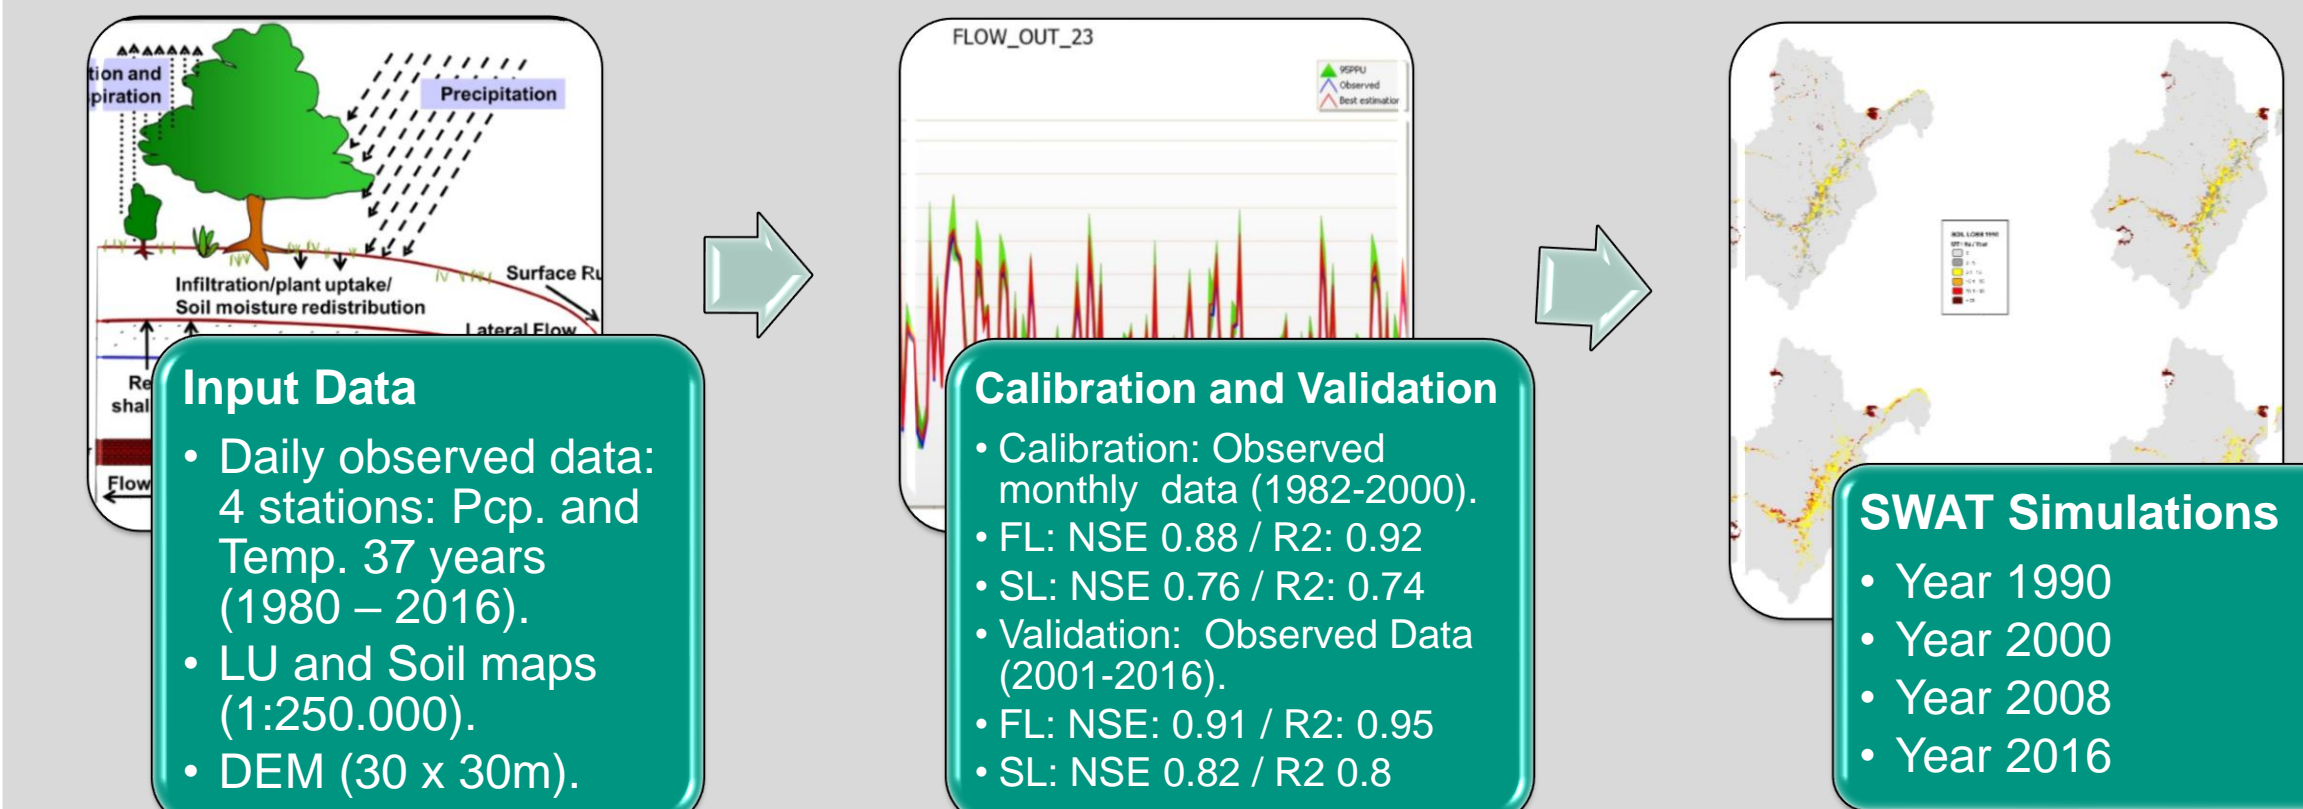 tion and
piration
Precipitation
Infiltration/plant uptake/
Soil moisture redistribution
Surface Ru
Lateral Flow
Re
shal
Flow
Input Data
• Daily observed data:
4 stations: Pcp. and
Temp. 37 years
(1980 – 2016).
• LU and Soil maps
(1:250.000).
• DEM (30 x 30m).
FLOW_OUT_23
95PPU
Observed
Best estimation
Calibration and Validation
• Calibration: Observed
monthly data (1982-2000).
• FL: NSE 0.88 / R2: 0.92
• SL: NSE 0.76 / R2: 0.74
• Validation: Observed Data
(2001-2016).
• FL: NSE: 0.91 / R2: 0.95
• SL: NSE 0.82 / R2 0.8
SOIL LOSS 1990
SWAT Simulations
• Year 1990
• Year 2000
• Year 2008
• Year 2016